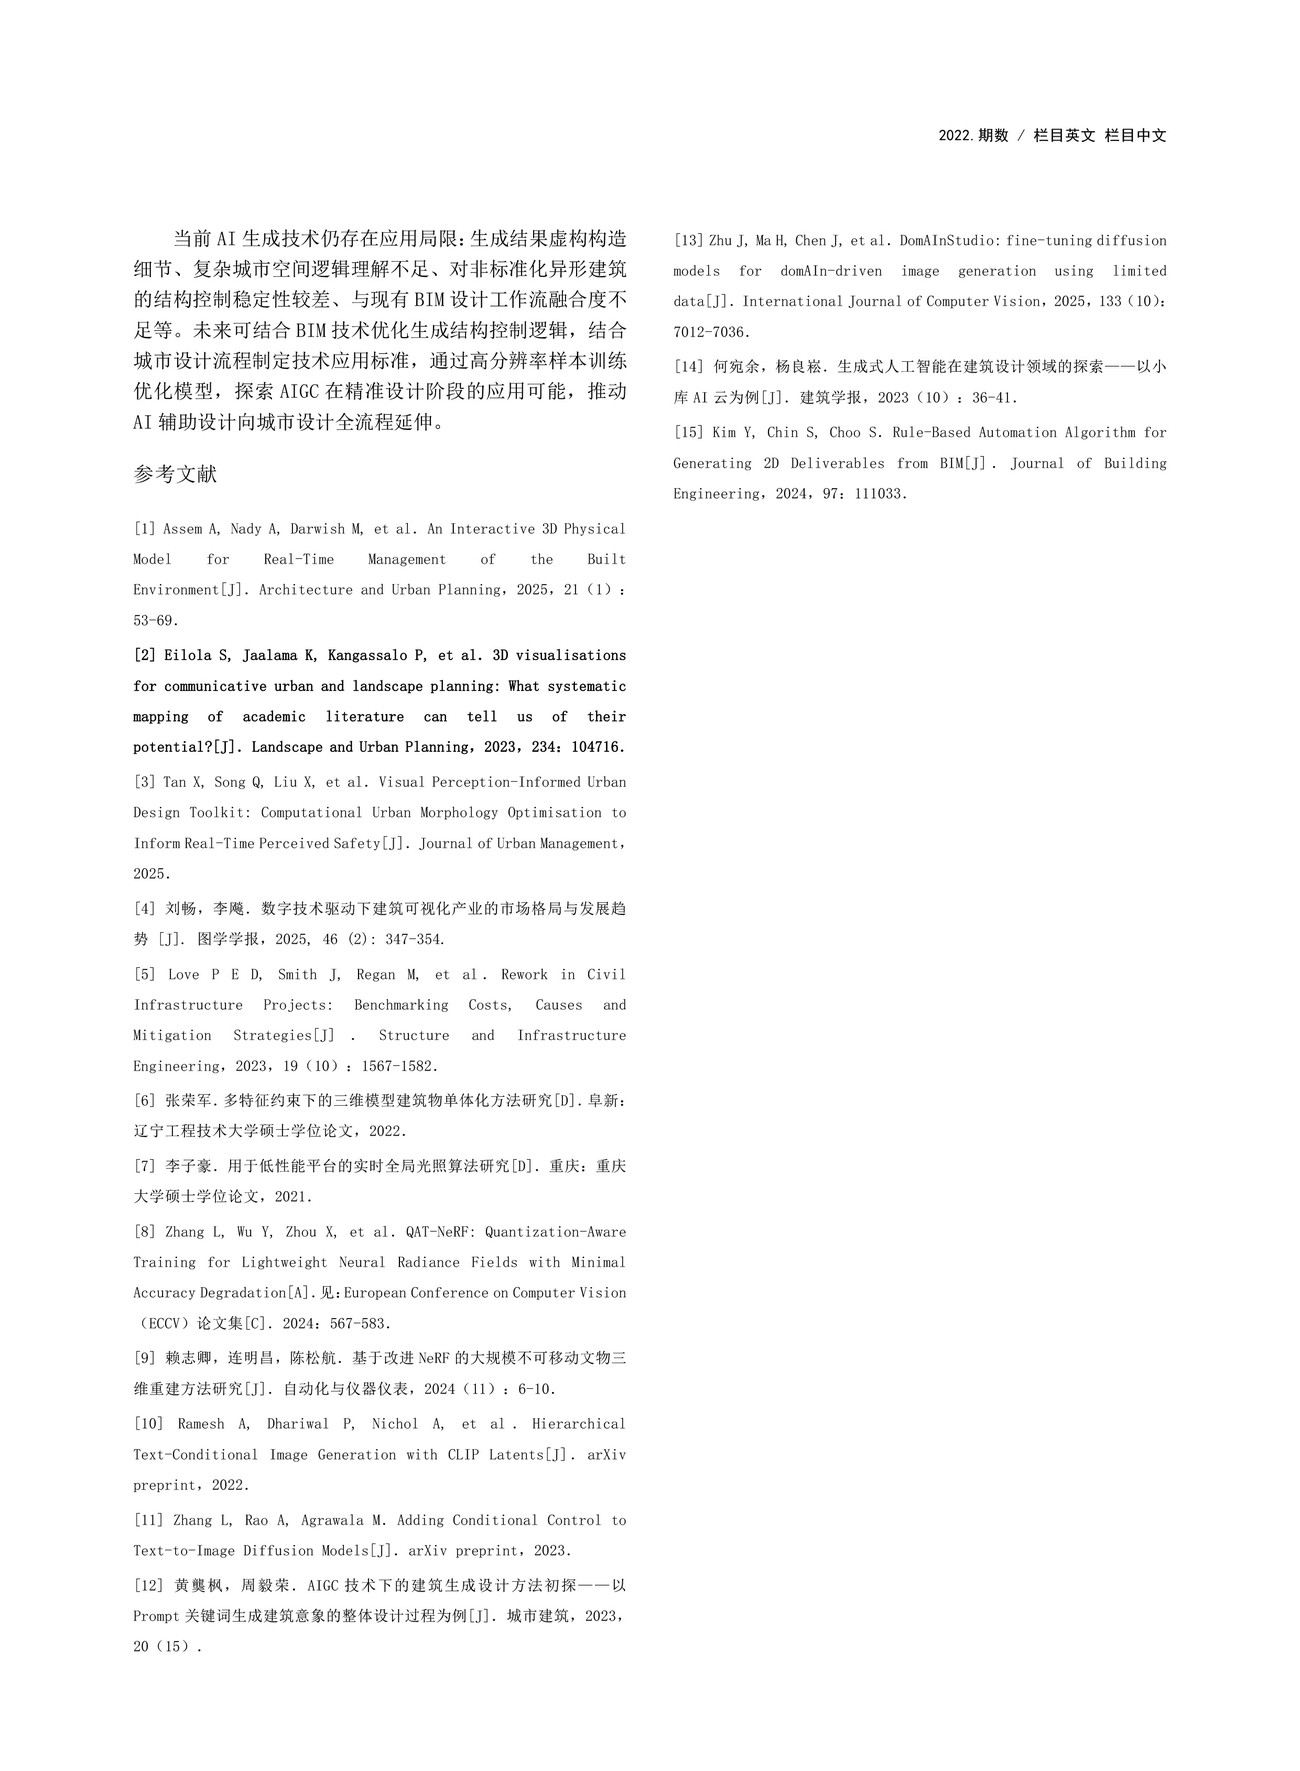 2022.期数 / 栏目英文 栏目中文
当前 AI 生成技术仍存在应用局限：生成结果虚构构造
细节、复杂城市空间逻辑理解不足、对非标准化异形建筑
的结构控制稳定性较差、与现有 BIM 设计工作流融合度不
足等。未来可结合 BIM 技术优化生成结构控制逻辑，结合
城市设计流程制定技术应用标准，通过高分辨率样本训练
优化模型，探索 AIGC 在精准设计阶段的应用可能，推动
AI 辅助设计向城市设计全流程延伸。
参考文献
[1] Assem A, Nady A, Darwish M, et al. An Interactive 3D Physical
Model for Real-Time Management of the Built
Environment[J]. Architecture and Urban Planning，2025，21（1）：
53-69.
[2] Eilola S, Jaalama K, Kangassalo P, et al. 3D visualisations
for communicative urban and landscape planning: What systematic
mapping of academic literature can tell us of their
potential?[J]. Landscape and Urban Planning，2023，234：104716.
[3] Tan X, Song Q, Liu X, et al. Visual Perception-Informed Urban
Design Toolkit: Computational Urban Morphology Optimisation to
Inform Real-Time Perceived Safety[J]. Journal of Urban Management，
2025.
[4] 刘畅，李飚. 数字技术驱动下建筑可视化产业的市场格局与发展趋
势 [J]. 图学学报，2025, 46 (2): 347-354.
[5] Love P E D, Smith J, Regan M, et al. Rework in Civil
Infrastructure Projects: Benchmarking Costs, Causes and
Mitigation Strategies[J] . Structure and Infrastructure
Engineering，2023，19（10）：1567-1582.
[6] 张荣军. 多特征约束下的三维模型建筑物单体化方法研究[D]. 阜新：
辽宁工程技术大学硕士学位论文，2022.
[7] 李子豪. 用于低性能平台的实时全局光照算法研究[D]. 重庆：重庆
大学硕士学位论文，2021.
[8] Zhang L, Wu Y, Zhou X, et al. QAT-NeRF: Quantization-Aware
Training for Lightweight Neural Radiance Fields with Minimal
Accuracy Degradation[A]. 见：European Conference on Computer Vision
（ECCV）论文集[C]. 2024：567-583.
[9] 赖志卿，连明昌，陈松航. 基于改进 NeRF 的大规模不可移动文物三
维重建方法研究[J]. 自动化与仪器仪表，2024（11）：6-10.
[10] Ramesh A, Dhariwal P, Nichol A, et al. Hierarchical
Text-Conditional Image Generation with CLIP Latents[J]. arXiv
preprint，2022.
[11] Zhang L, Rao A, Agrawala M. Adding Conditional Control to
Text-to-Image Diffusion Models[J]. arXiv preprint，2023.
[12] 黄龑枫，周毅荣. AIGC 技术下的建筑生成设计方法初探——以
Prompt 关键词生成建筑意象的整体设计过程为例[J]. 城市建筑，2023，
20（15）.
[13] Zhu J, Ma H, Chen J, et al. DomAInStudio: fine-tuning diffusion
models for domAIn-driven image generation using limited
data[J]. International Journal of Computer Vision，2025，133（10）：
7012-7036.
[14] 何宛余，杨良崧. 生成式人工智能在建筑设计领域的探索——以小
库 AI 云为例[J]. 建筑学报，2023（10）：36-41.
[15] Kim Y, Chin S, Choo S. Rule-Based Automation Algorithm for
Generating 2D Deliverables from BIM[J]. Journal of Building
Engineering，2024，97：111033.